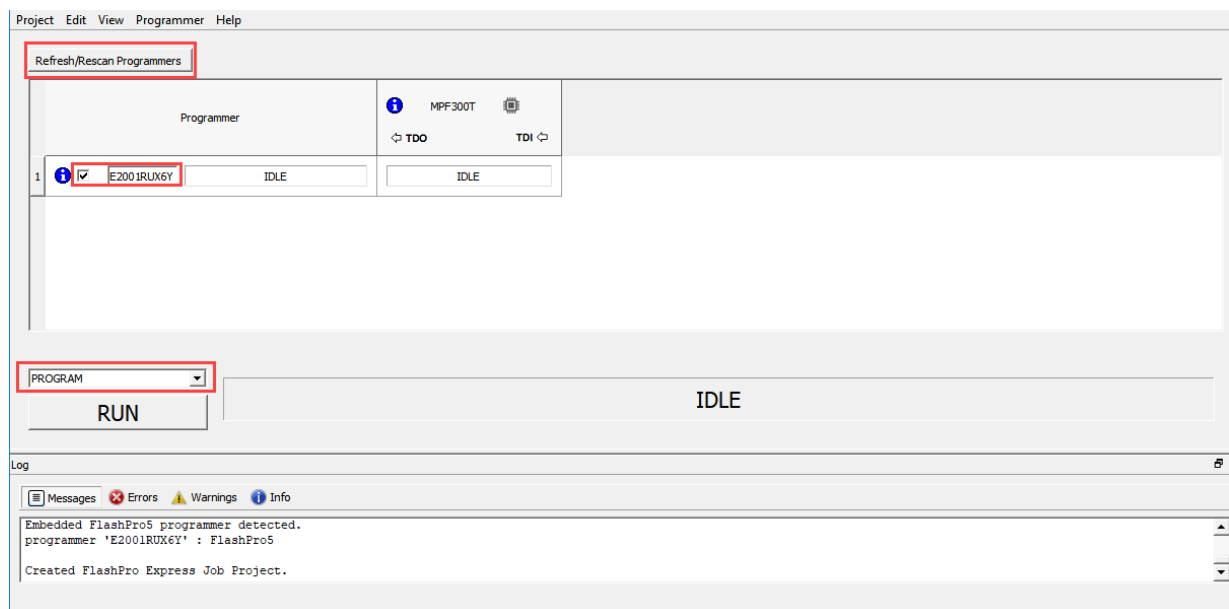 Project Edit View Programmer Help
Refresh/Rescan Programmers
Programmer
MPF300T
TDO TDI
1 E2001RUX6Y IDLE IDLE
PROGRAM
RUN
IDLE
Log
Messages Errors Warnings Info
Embedded FlashPro5 programmer detected.
programmer 'E2001RUX6Y' : FlashPro5
Created FlashPro Express Job Project.